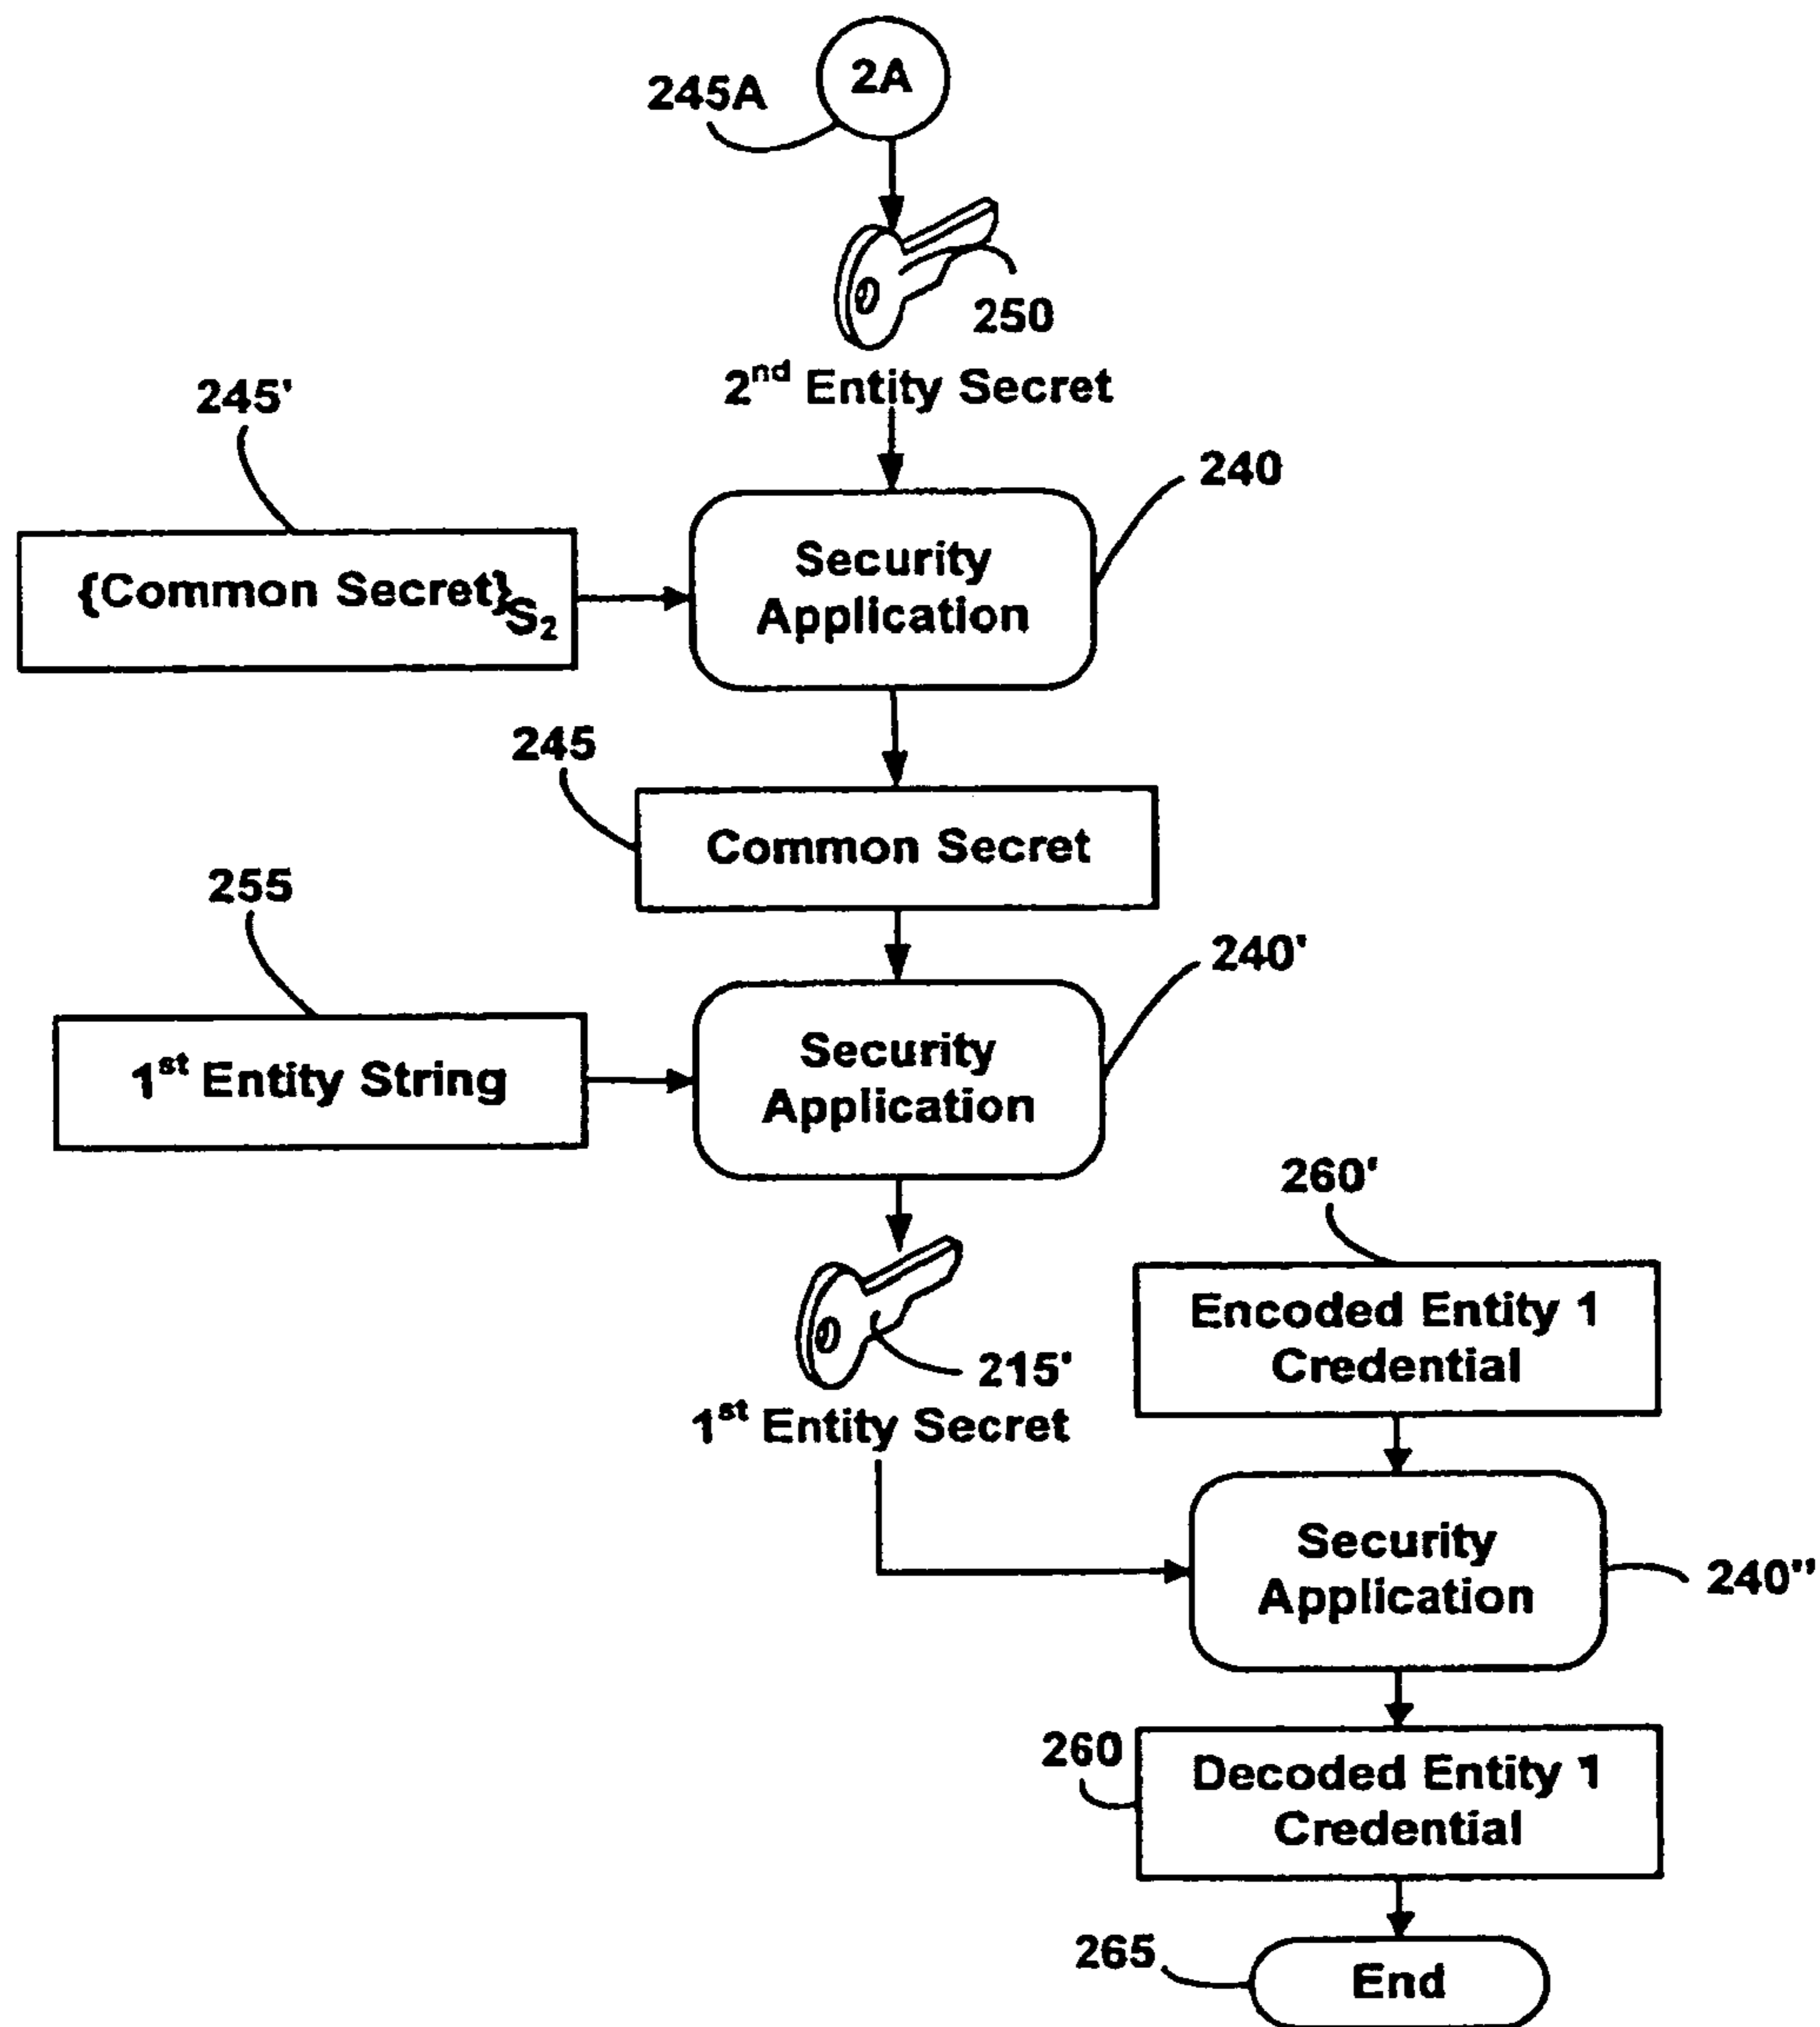 2A
245A
250
2nd Entity Secret
245'
240
{Common Secret}S2
Security
Application
245
Common Secret
255
240'
1st Entity String
Security
Application
260'
215'
1st Entity Secret
Encoded Entity 1
Credential
Security
Application
240"
260
Decoded Entity 1
Credential
265
End